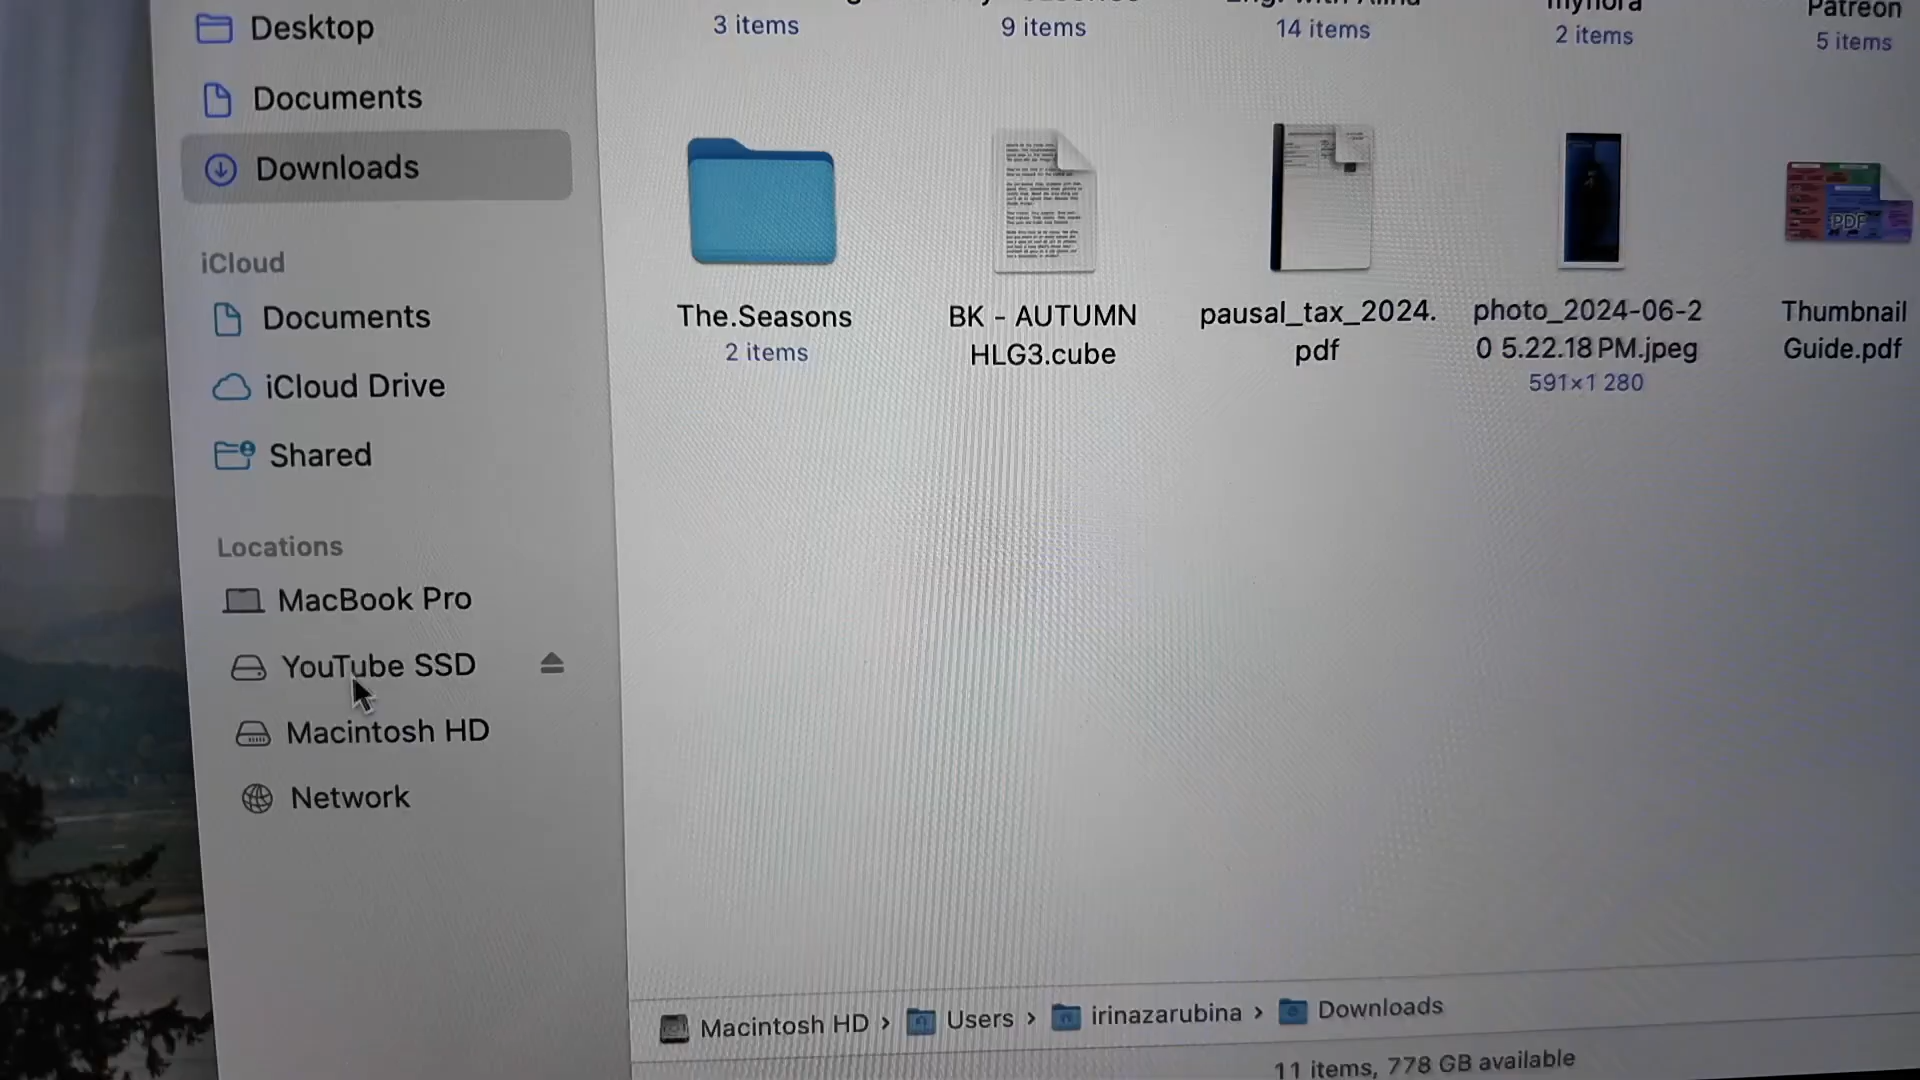 Desktop
Documents
Downloads
iCloud
Documents
iCloud Drive
Shared
Locations
MacBook Pro
YouTube SSD
Macintosh HD
Network
3 items
9 items
14 items
2 items
Patreon
5 items
The.Seasons
2 items
BK - AUTUMN
HLG3.cube
pausal_tax_2024.
pdf
photo_2024-06-2
0 5.22.18 PM.jpeg
591×1 280
PDF
Thumbnail
Guide.pdf
Macintosh HD › Users › irinazarubina › Downloads
11 items, 778 GB available